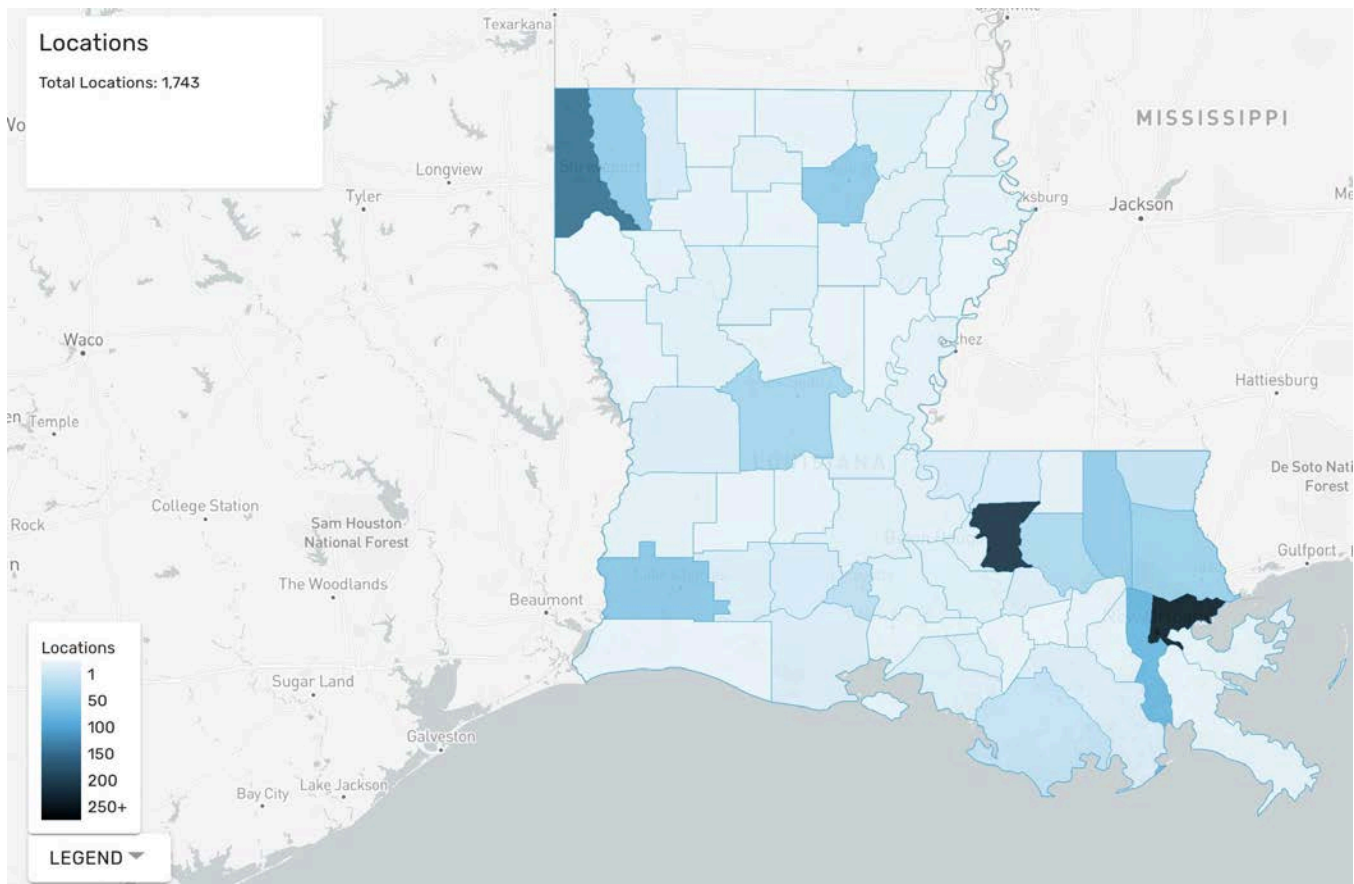 Locations
Total Locations: 1,743
Texarkana
MISSISSIPPI
Longview
Tyler
Jackson
Waco
Hattiesburg
Temple
LOUISIANA
De Soto Nati
Forest
College Station
Rock
Sam Houston
National Forest
Gulfport
The Woodlands
Beaumont
Locations
1
50
100
150
200
250+
Sugar Land
Galveston
Bay City
Lake Jackson
LEGEND